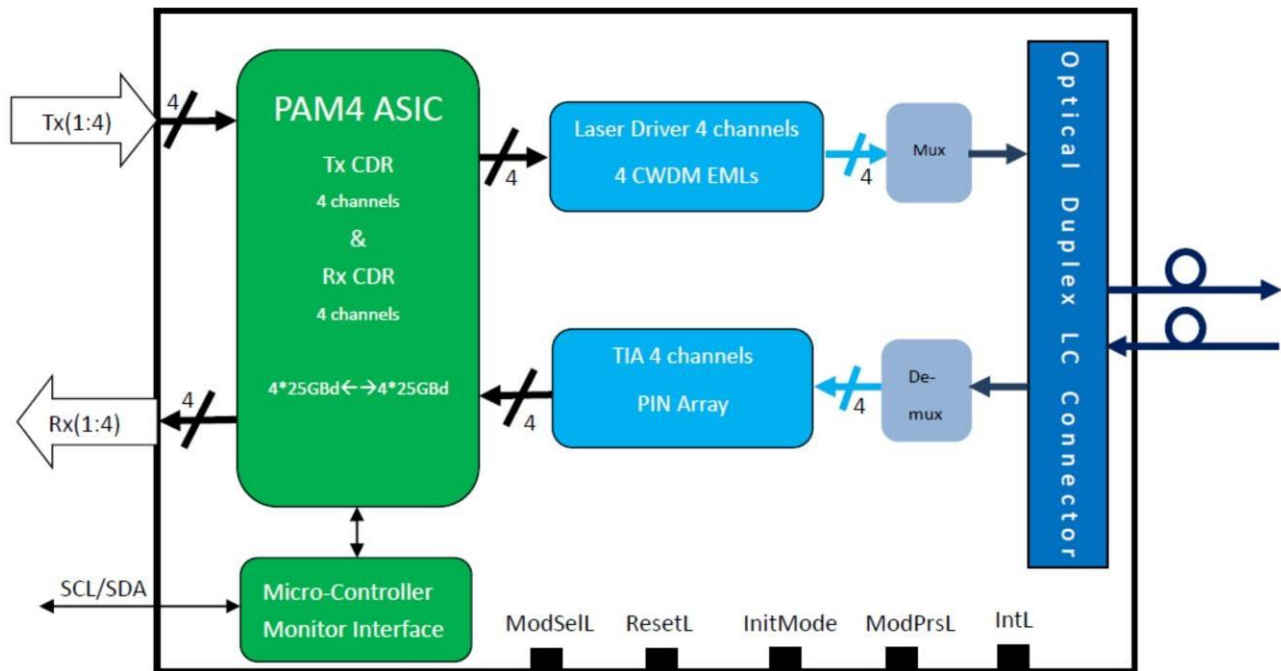 Tx(1:4)
4
PAM4 ASIC
Tx CDR
4 channels
&
Rx CDR
4 channels
4*25GBd←→4*25GBd
4
Laser Driver 4 channels
4 CWDM EMLs
4
Mux
Optical Duplex LC Connector
Rx(1:4)
4
4
TIA 4 channels
PIN Array
4
De-
mux
SCL/SDA
Micro-Controller
Monitor Interface
ModSelL
ResetL
InitMode
ModPrsL
IntL